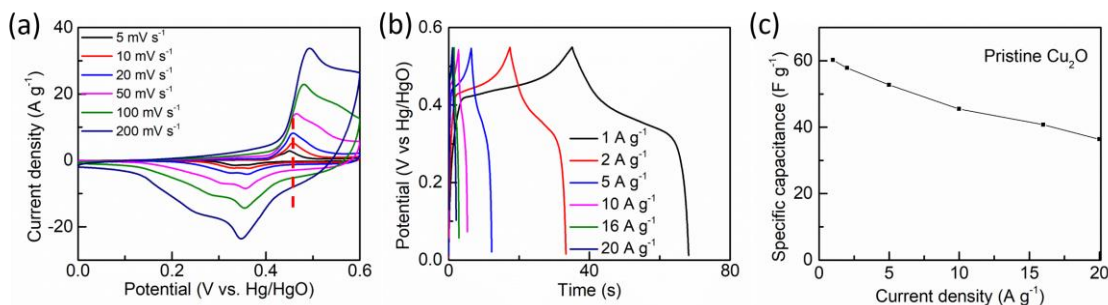 (a)
5 mV s⁻¹
10 mV s⁻¹
20 mV s⁻¹
50 mV s⁻¹
100 mV s⁻¹
200 mV s⁻¹
40
20
0
-20
Current density (A g⁻¹)
0.0 0.2 0.4 0.6
Potential (V vs. Hg/HgO)
(b)
0.6
0.4
0.2
0.0
Potential (V vs Hg/HgO)
1 A g⁻¹
2 A g⁻¹
5 A g⁻¹
10 A g⁻¹
16 A g⁻¹
20 A g⁻¹
0 40 80
Time (s)
(c)
Pristine Cu₂O
60
40
20
0
Specific capacitance (F g⁻¹)
0 5 10 15 20
Current density (A g⁻¹)